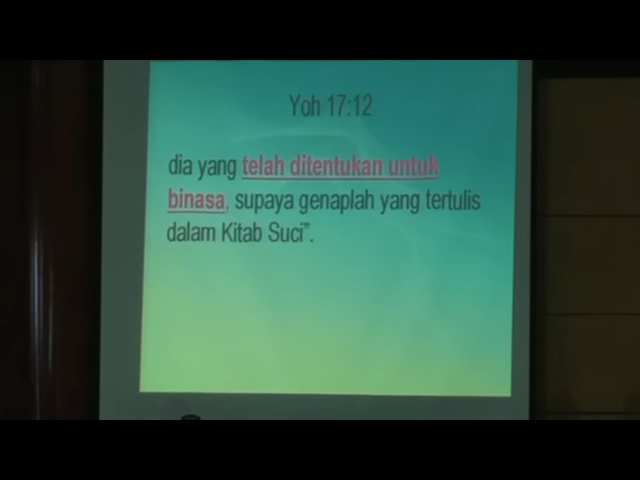 Yoh 17:12
dia yang telah ditentukan untuk
binasa, supaya genaplah yang tertulis
dalam Kitab Suci”.